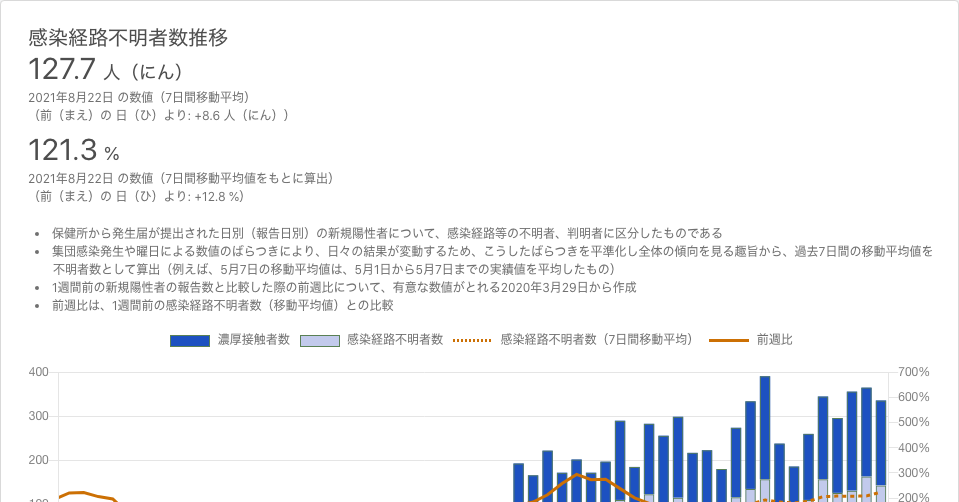 感染経路不明者数推移
127.7 人（にん）
2021年8月22日 の数値（7日間移動平均）
（前（まえ）の 日（ひ）より: +8.6 人（にん））
121.3 %
2021年8月22日 の数値（7日間移動平均値をもとに算出）
（前（まえ）の 日（ひ）より: +12.8 %）
• 保健所から発生届が提出された日別（報告日別）の新規陽性者について、感染経路等の不明者、判明者に区分したものである
• 集団感染発生や曜日による数値のばらつきにより、日々の結果が変動するため、こうしたばらつきを平準化し全体の傾向を見る趣旨から、過去7日間の移動平均値を
不明者数として算出（例えば、5月7日の移動平均値は、5月1日から5月7日までの実績値を平均したもの）
• 1週間前の新規陽性者の報告数と比較した際の前週比について、有意な数値がとれる2020年3月29日から作成
• 前週比は、1週間前の感染経路不明者数（移動平均値）との比較
濃厚接触者数 感染経路不明者数 感染経路不明者数（7日間移動平均） 前週比
400 700%
600%
300 500%
400%
200 300%
100 200%